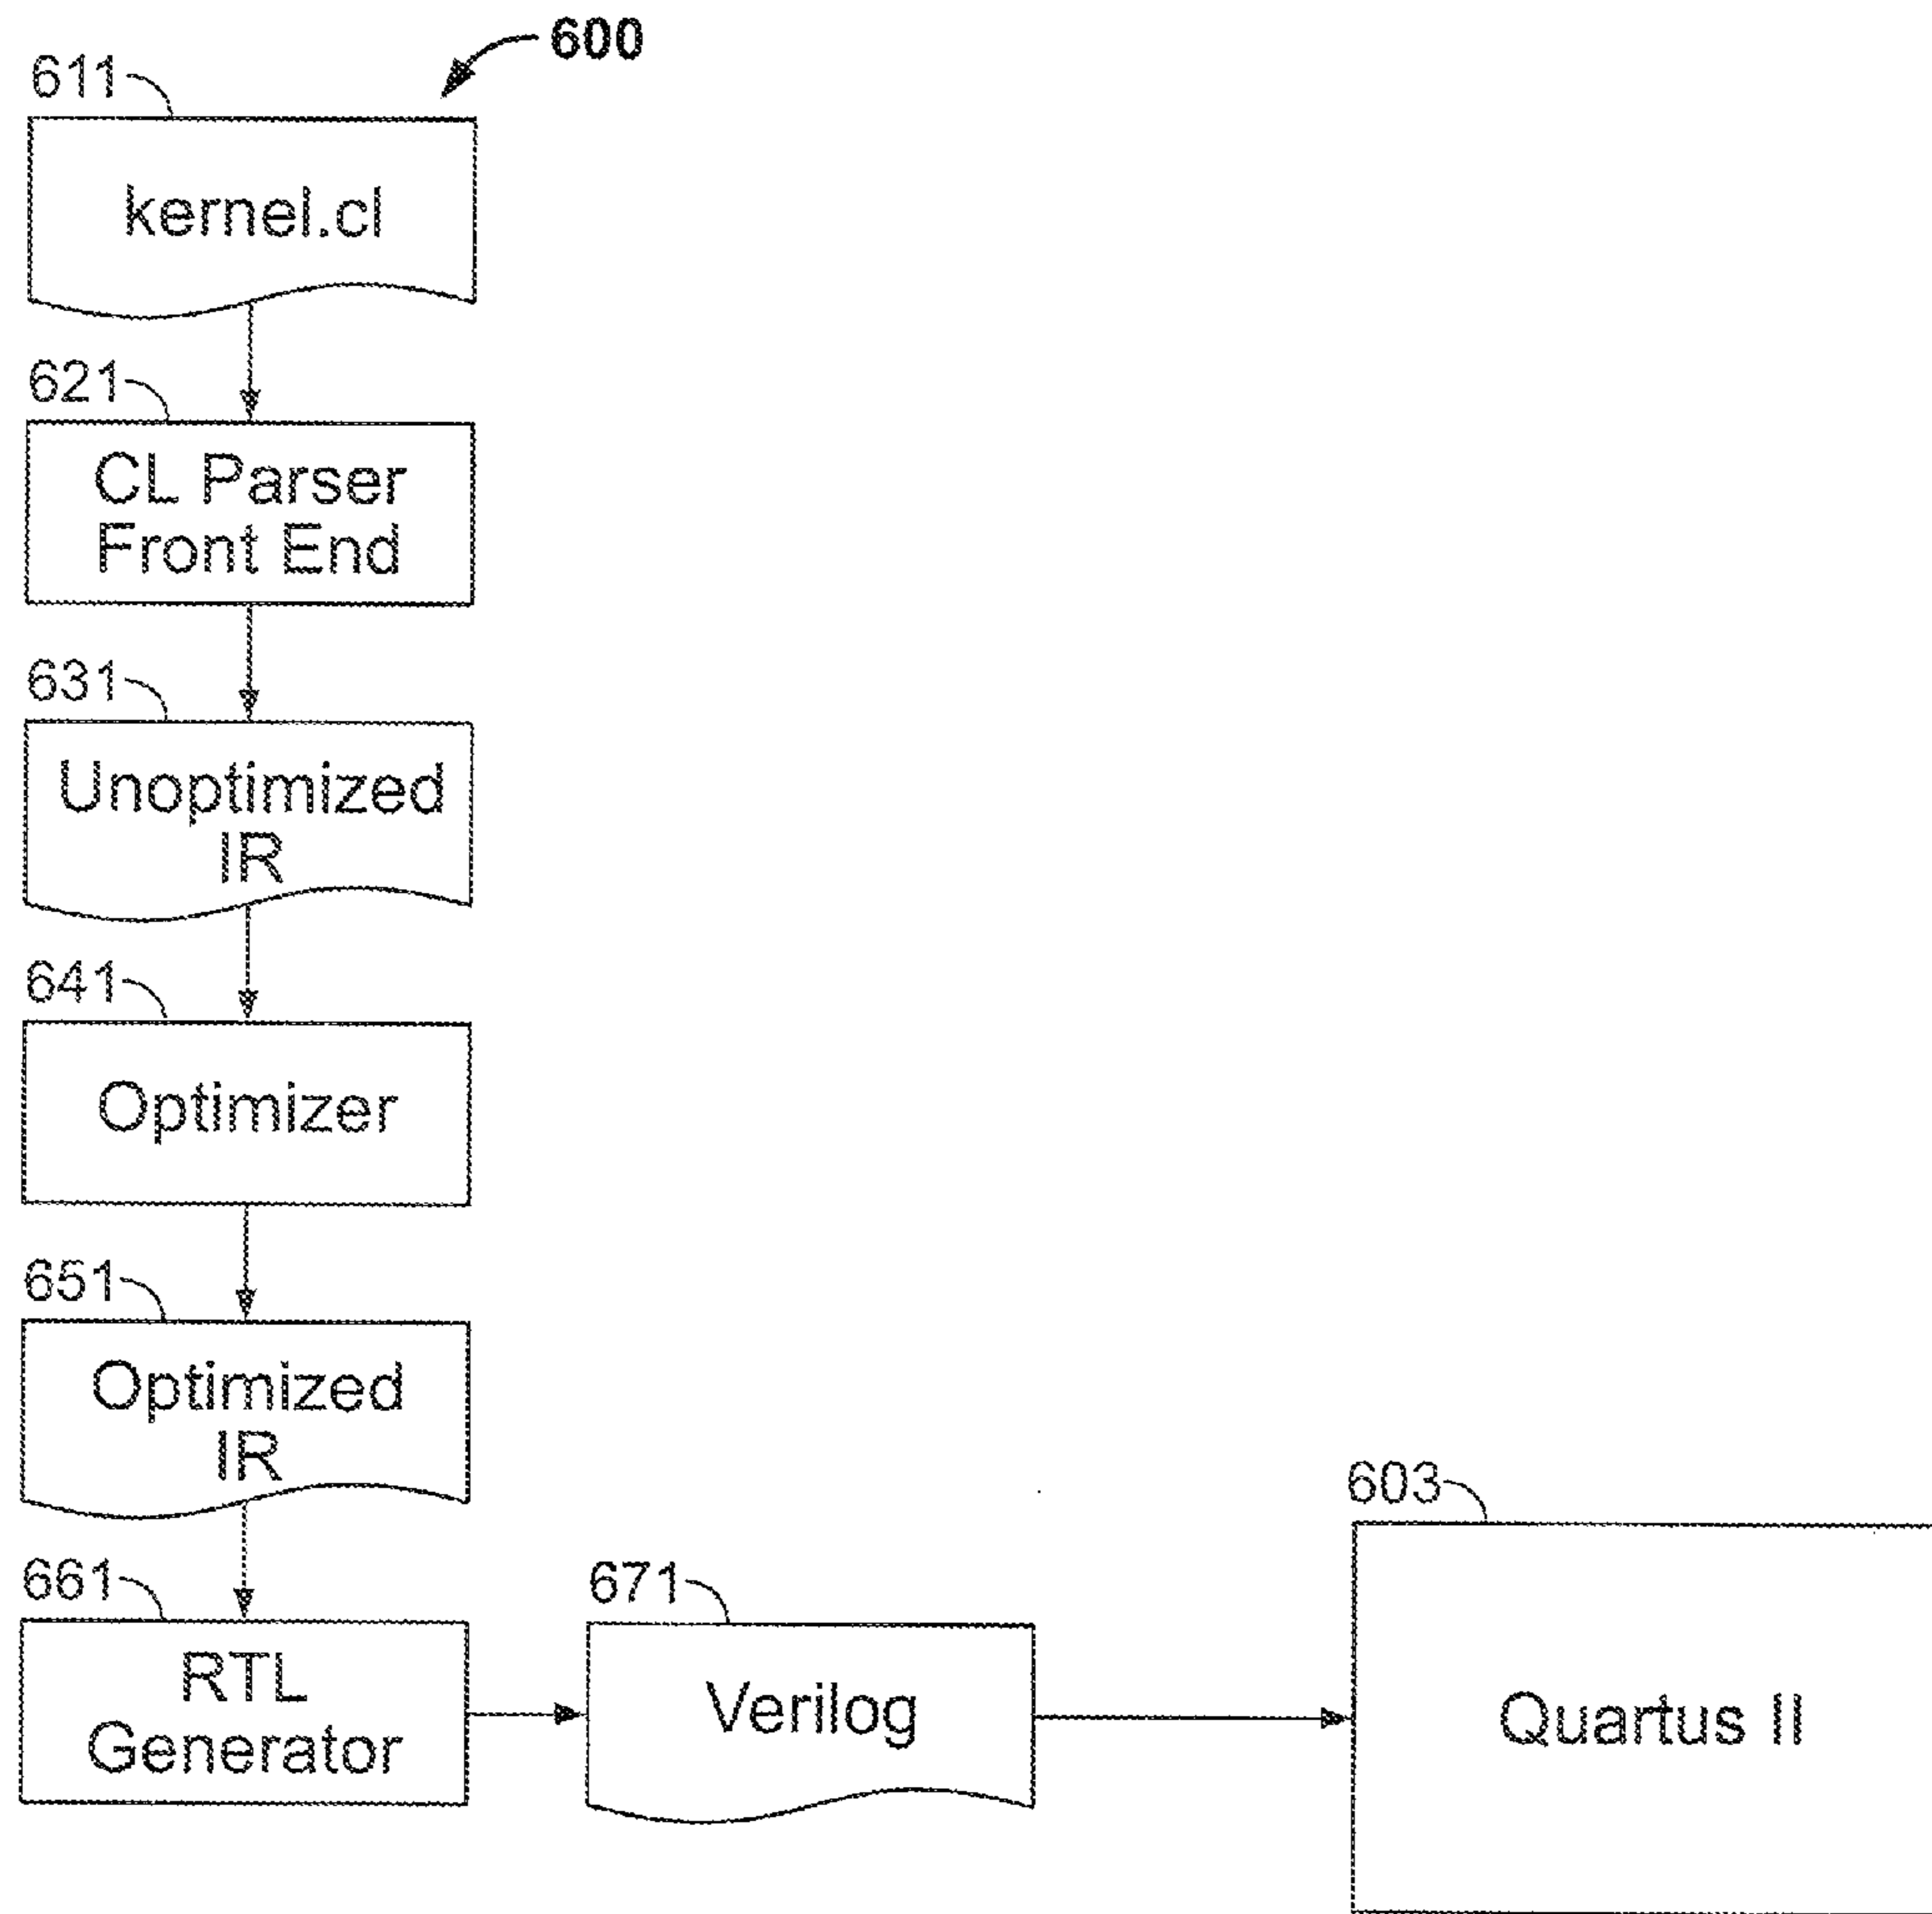 600
611
kernel.cl
621
CL Parser
Front End
631
Unoptimized
IR
641
Optimizer
651
Optimized
IR
661
RTL
Generator
671
Verilog
603
Quartus II